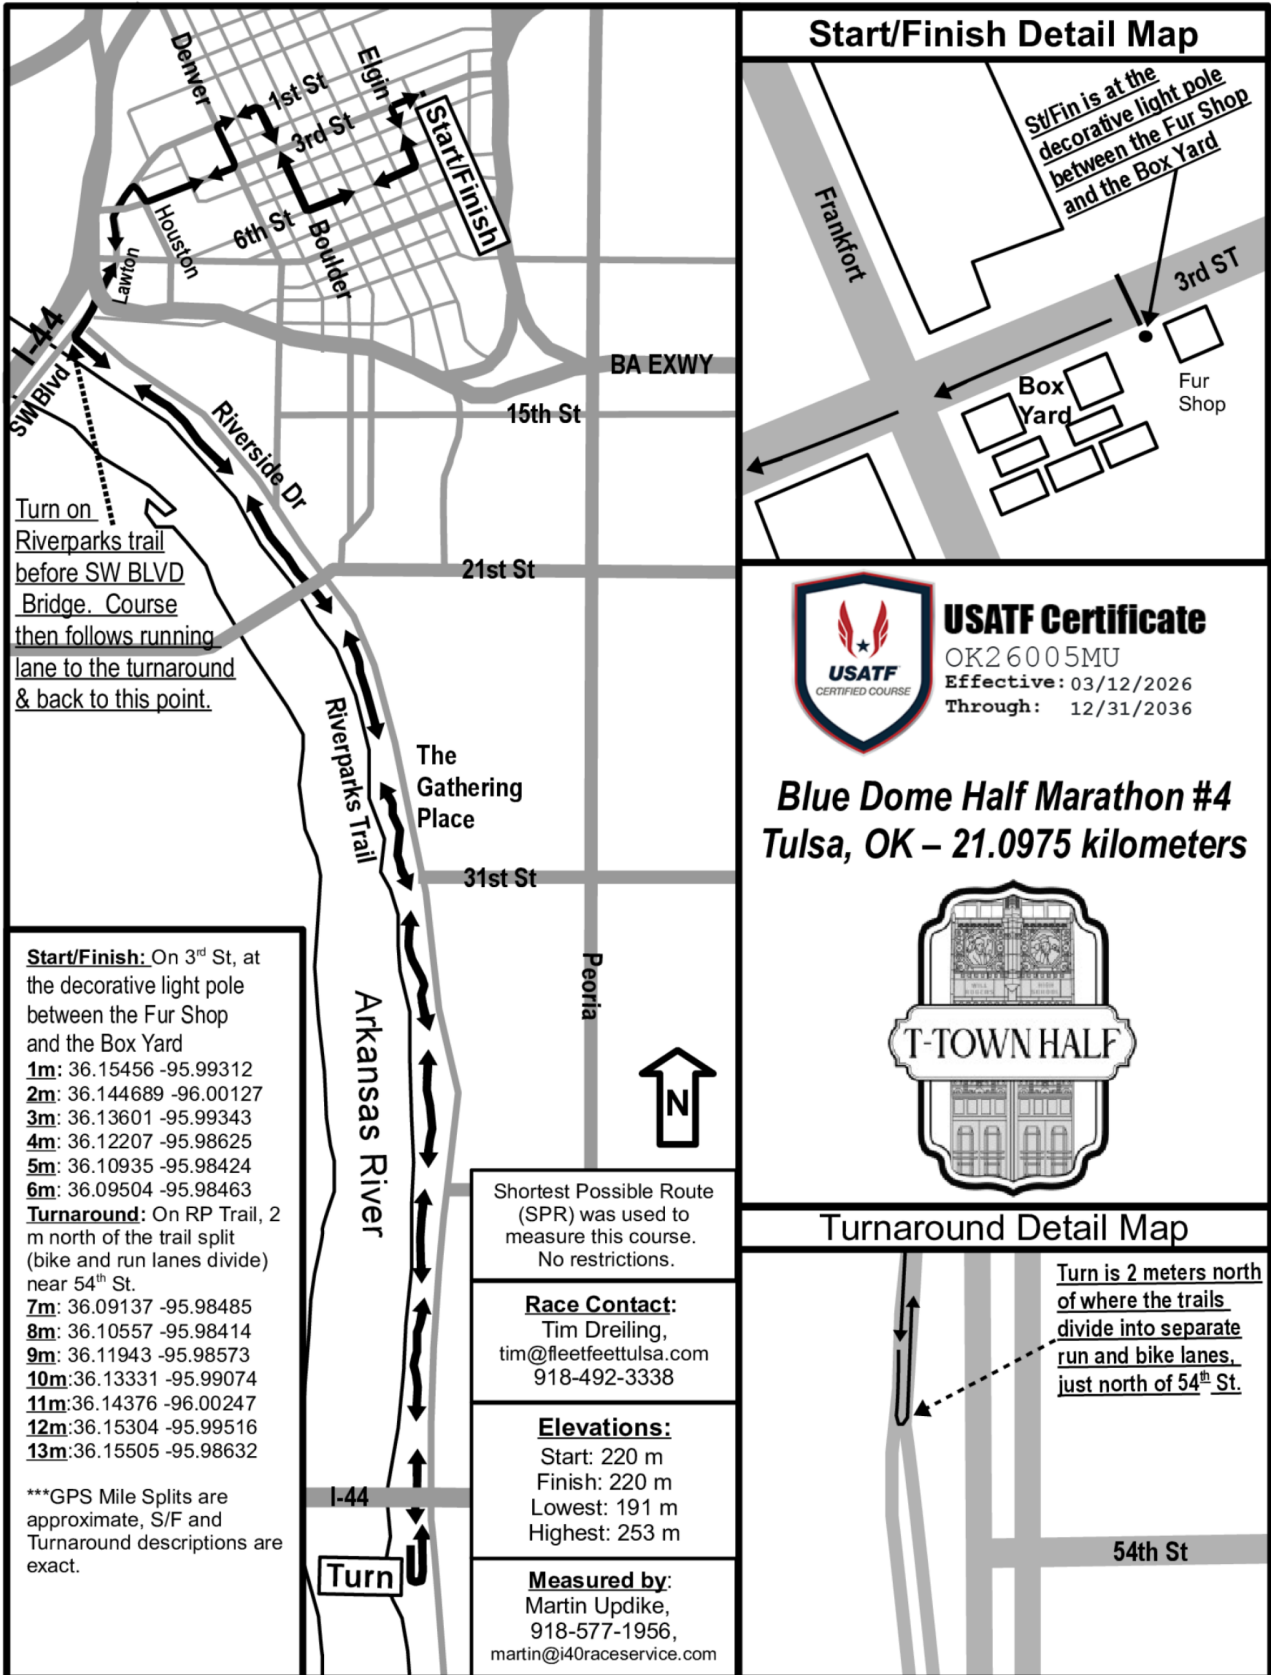 Denver
Elgin
1st St
3rd St
Start/Finish
6th St
Houston
Boulder
Lawton
I-44
SW Blvd
BA EXWY
15th St
Riverside Dr
Turn on
Riverparks trail
before SW BLVD
Bridge. Course
then follows running
lane to the turnaround
& back to this point.
21st St
Riverparks Trail
The
Gathering
Place
31st St
Peoria
Arkansas River
N
I-44
Turn
Start/Finish: On 3rd St, at
the decorative light pole
between the Fur Shop
and the Box Yard
1m: 36.15456 -95.99312
2m: 36.144689 -96.00127
3m: 36.13601 -95.99343
4m: 36.12207 -95.98625
5m: 36.10935 -95.98424
6m: 36.09504 -95.98463
Turnaround: On RP Trail, 2
m north of the trail split
(bike and run lanes divide)
near 54th St.
7m: 36.09137 -95.98485
8m: 36.10557 -95.98414
9m: 36.11943 -95.98573
10m:36.13331 -95.99074
11m:36.14376 -96.00247
12m:36.15304 -95.99516
13m:36.15505 -95.98632
***GPS Mile Splits are
approximate, S/F and
Turnaround descriptions are
exact.
Shortest Possible Route
(SPR) was used to
measure this course.
No restrictions.
Race Contact:
Tim Dreiling,
tim@fleetfeettulsa.com
918-492-3338
Elevations:
Start: 220 m
Finish: 220 m
Lowest: 191 m
Highest: 253 m
Measured by:
Martin Updike,
918-577-1956,
martin@i40raceservice.com
Start/Finish Detail Map
St/Fin is at the
decorative light pole
between the Fur Shop
and the Box Yard
Frankfort
3rd ST
Box
Yard
Fur
Shop
USATF
CERTIFIED COURSE
USATF Certificate
OK26005MU
Effective: 03/12/2026
Through: 12/31/2036
Blue Dome Half Marathon #4
Tulsa, OK – 21.0975 kilometers
WILL
ROGERS
HIGH
SCHOOL
T-TOWN HALF
Turnaround Detail Map
Turn is 2 meters north
of where the trails
divide into separate
run and bike lanes,
just north of 54th St.
54th St